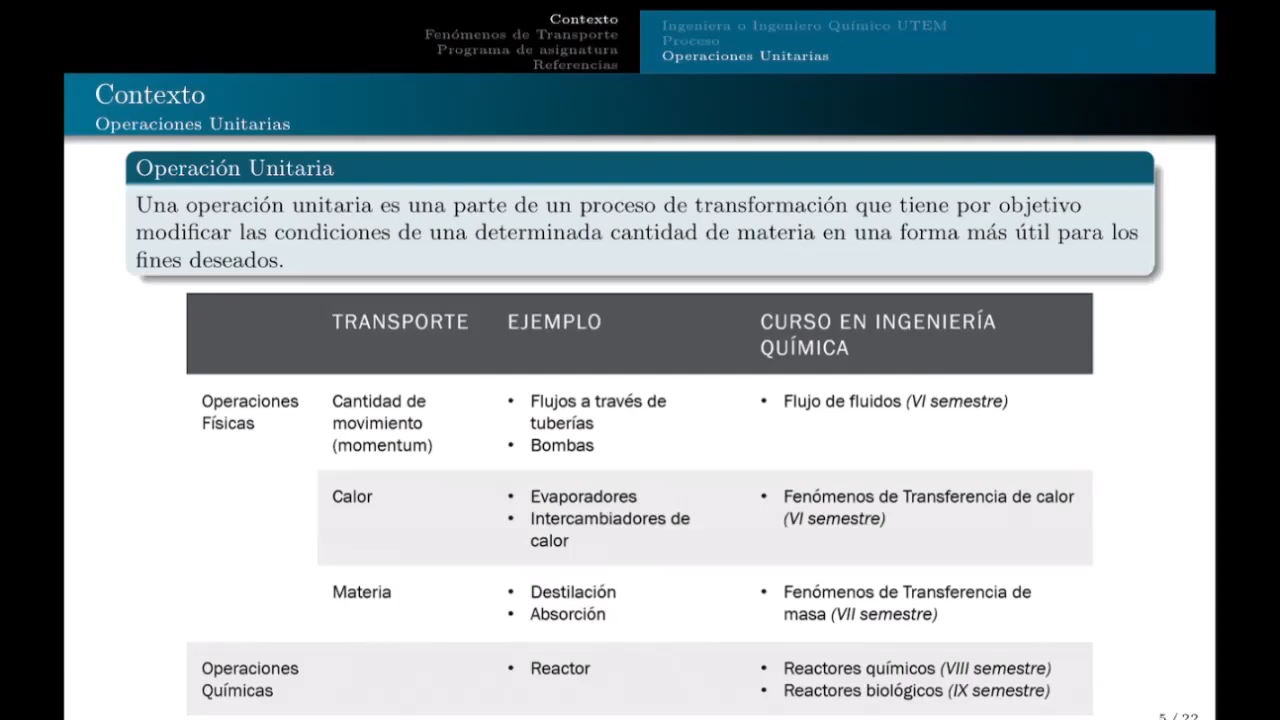 Contexto
Fenómenos de Transporte
Programa de asignatura
Referencias
Ingeniera o Ingeniero Químico UTEM
Proceso
Operaciones Unitarias
Contexto
Operaciones Unitarias
Operación Unitaria
Una operación unitaria es una parte de un proceso de transformación que tiene por objetivo
modificar las condiciones de una determinada cantidad de materia en una forma más útil para los
fines deseados.
TRANSPORTE EJEMPLO CURSO EN INGENIERÍA
QUÍMICA
Operaciones Cantidad de • Flujos a través de • Flujo de fluidos (VI semestre)
Físicas movimiento tuberías
(momentum) • Bombas
Calor • Evaporadores • Fenómenos de Transferencia de calor
• Intercambiadores de (VI semestre)
calor
Materia • Destilación • Fenómenos de Transferencia de
• Absorción masa (VII semestre)
Operaciones • Reactor • Reactores químicos (VIII semestre)
Químicas • Reactores biológicos (IX semestre)
5 / 22